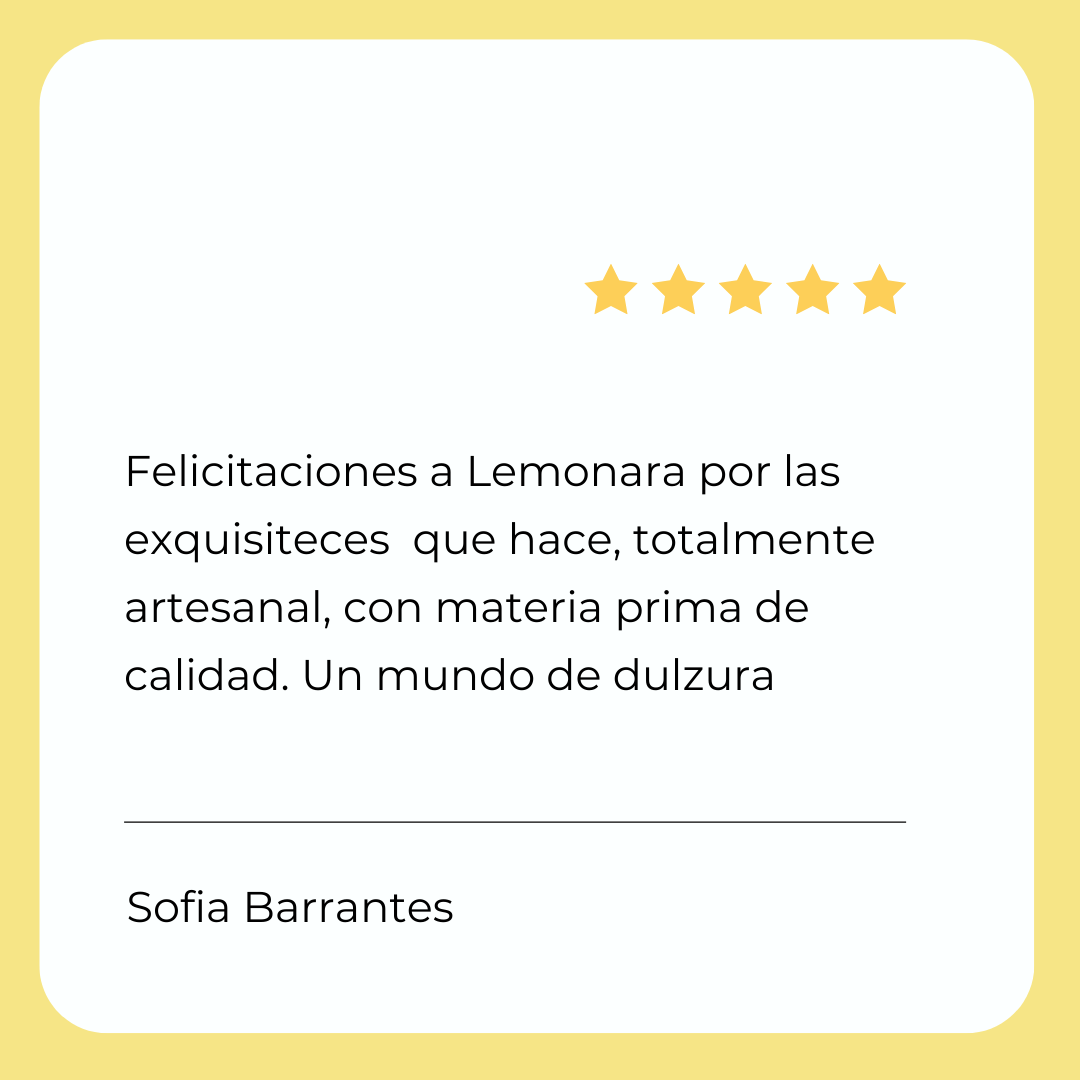 Felicitaciones a Lemonara por las
exquisiteces  que hace, totalmente
artesanal, con materia prima de
calidad. Un mundo de dulzura
Sofia Barrantes